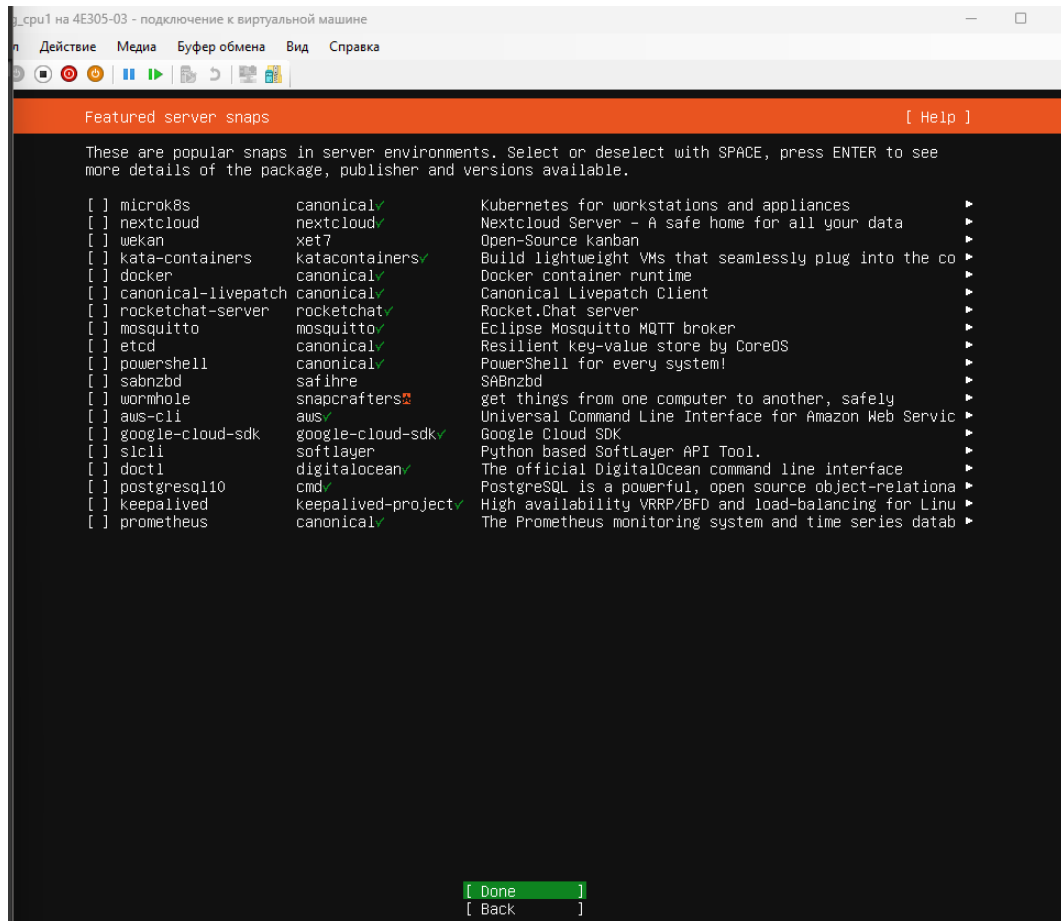 g_cpu1 на 4E305-03 - подключение к виртуальной машине
л Действие Медиа Буфер обмена Вид Справка
Featured server snaps [ Help ]
These are popular snaps in server environments. Select or deselect with SPACE, press ENTER to see
more details of the package, publisher and versions available.
[ ] microk8s canonical✓ Kubernetes for workstations and appliances ▸
[ ] nextcloud nextcloud✓ Nextcloud Server - A safe home for all your data ▸
[ ] wekan xet7 Open-Source kanban ▸
[ ] kata-containers katacontainers✓ Build lightweight VMs that seamlessly plug into the co ▸
[ ] docker canonical✓ Docker container runtime ▸
[ ] canonical-livepatch canonical✓ Canonical Livepatch Client ▸
[ ] rocketchat-server rocketchat✓ Rocket.Chat server ▸
[ ] mosquitto mosquitto✓ Eclipse Mosquitto MQTT broker ▸
[ ] etcd canonical✓ Resilient key-value store by CoreOS ▸
[ ] powershell canonical✓ PowerShell for every system! ▸
[ ] sabnzbd safihre SABnzbd ▸
[ ] wormhole snapcrafters get things from one computer to another, safely ▸
[ ] aws-cli aws✓ Universal Command Line Interface for Amazon Web Servic ▸
[ ] google-cloud-sdk google-cloud-sdk✓ Google Cloud SDK ▸
[ ] slcli softlayer Python based SoftLayer API Tool. ▸
[ ] doctl digitalocean✓ The official DigitalOcean command line interface ▸
[ ] postgresql10 cmd✓ PostgreSQL is a powerful, open source object-relationa ▸
[ ] keepalived keepalived-project✓ High availability VRRP/BFD and load-balancing for Linu ▸
[ ] prometheus canonical✓ The Prometheus monitoring system and time series datab ▸
[ Done ]
[ Back ]